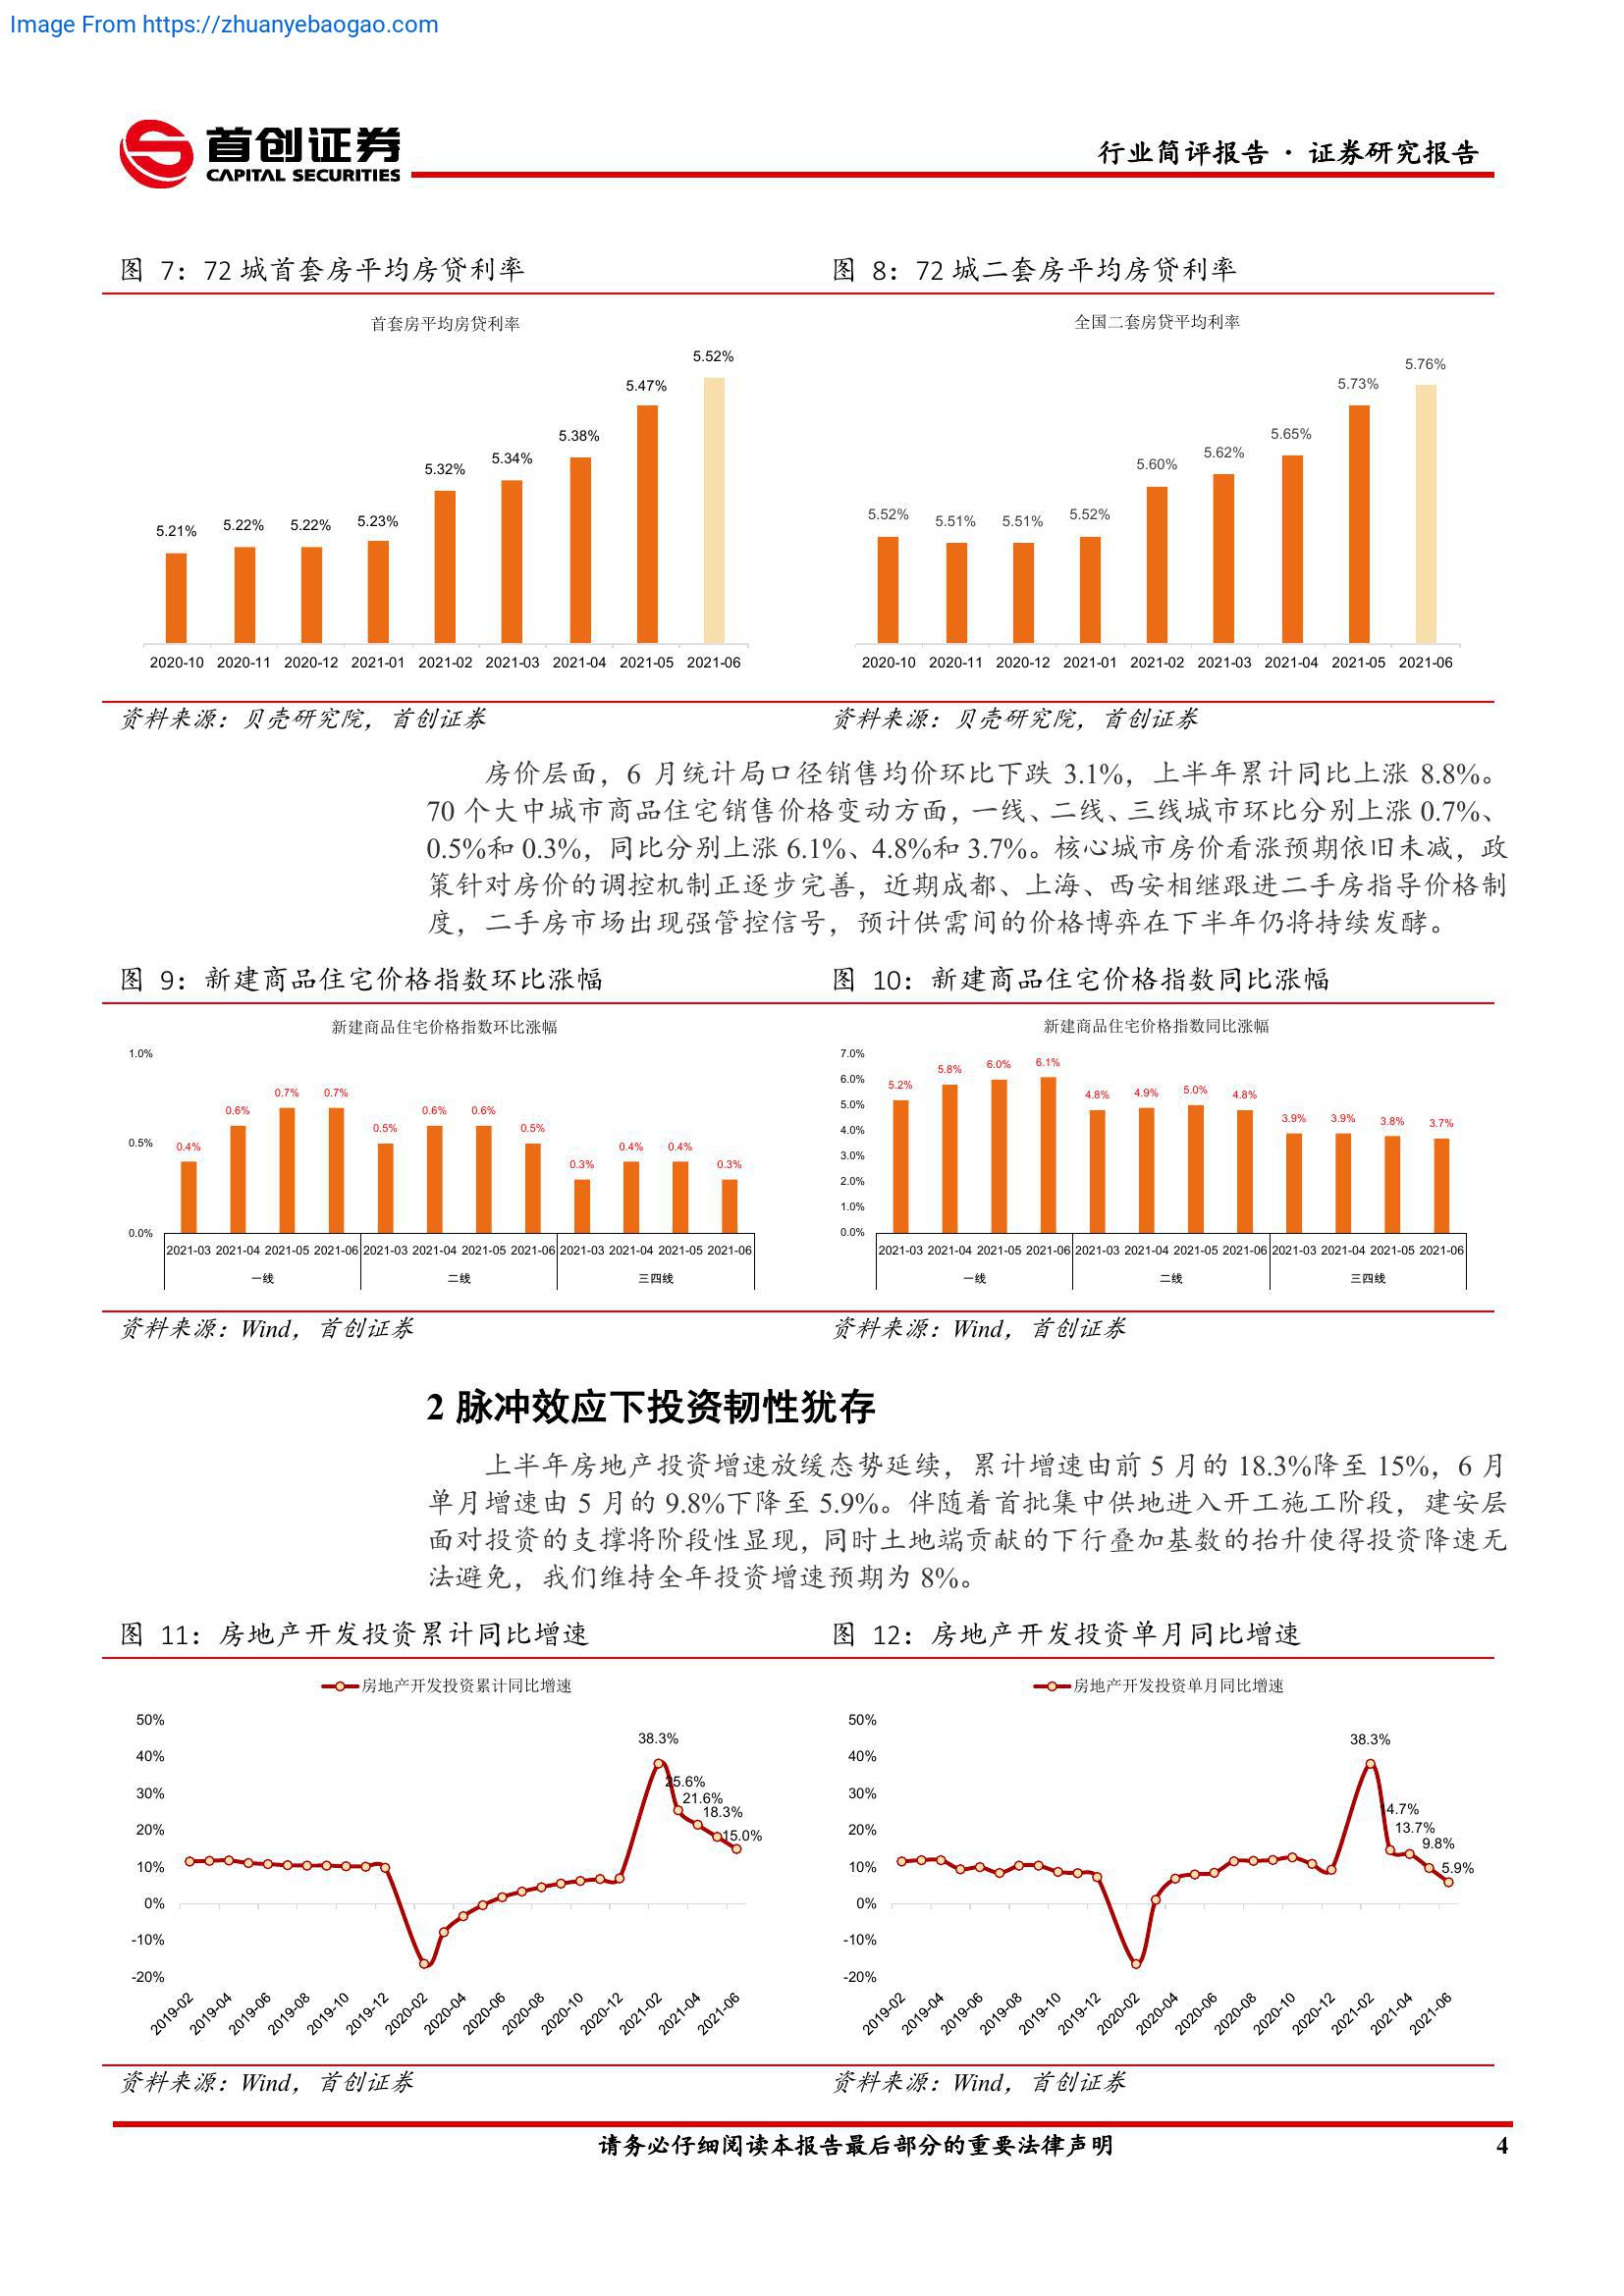 Image From https://zhuanyebaogao.com
首创证券
CAPITAL SECURITIES
行业简评报告 · 证券研究报告
图 7：72 城首套房平均房贷利率
首套房平均房贷利率
5.21% 5.22% 5.22% 5.23% 5.32% 5.34% 5.38% 5.47% 5.52%
2020-10 2020-11 2020-12 2021-01 2021-02 2021-03 2021-04 2021-05 2021-06
资料来源：贝壳研究院，首创证券
图 8：72 城二套房平均房贷利率
全国二套房贷平均利率
5.52% 5.51% 5.51% 5.52% 5.60% 5.62% 5.65% 5.73% 5.76%
2020-10 2020-11 2020-12 2021-01 2021-02 2021-03 2021-04 2021-05 2021-06
资料来源：贝壳研究院，首创证券
房价层面，6 月统计局口径销售均价环比下跌 3.1%，上半年累计同比上涨 8.8%。
70 个大中城市商品住宅销售价格变动方面，一线、二线、三线城市环比分别上涨 0.7%、
0.5%和 0.3%，同比分别上涨 6.1%、4.8%和 3.7%。核心城市房价看涨预期依旧未减，政
策针对房价的调控机制正逐步完善，近期成都、上海、西安相继跟进二手房指导价格制
度，二手房市场出现强管控信号，预计供需间的价格博弈在下半年仍将持续发酵。
图 9：新建商品住宅价格指数环比涨幅
新建商品住宅价格指数环比涨幅
1.0%
0.5%
0.0%
0.4% 0.6% 0.7% 0.7% 0.5% 0.6% 0.6% 0.5% 0.3% 0.4% 0.4% 0.3%
2021-03 2021-04 2021-05 2021-06 2021-03 2021-04 2021-05 2021-06 2021-03 2021-04 2021-05 2021-06
一线 二线 三四线
资料来源：Wind，首创证券
图 10：新建商品住宅价格指数同比涨幅
新建商品住宅价格指数同比涨幅
7.0%
6.0%
5.0%
4.0%
3.0%
2.0%
1.0%
0.0%
5.2% 5.8% 6.0% 6.1% 4.8% 4.9% 5.0% 4.8% 3.9% 3.9% 3.8% 3.7%
2021-03 2021-04 2021-05 2021-06 2021-03 2021-04 2021-05 2021-06 2021-03 2021-04 2021-05 2021-06
一线 二线 三四线
资料来源：Wind，首创证券
2 脉冲效应下投资韧性犹存
上半年房地产投资增速放缓态势延续，累计增速由前 5 月的 18.3%降至 15%，6 月
单月增速由 5 月的 9.8%下降至 5.9%。伴随着首批集中供地进入开工施工阶段，建安层
面对投资的支撑将阶段性显现，同时土地端贡献的下行叠加基数的抬升使得投资降速无
法避免，我们维持全年投资增速预期为 8%。
图 11：房地产开发投资累计同比增速
房地产开发投资累计同比增速
50%
40%
30%
20%
10%
0%
-10%
-20%
38.3%
25.6%
21.6%
18.3%
15.0%
2019-02 2019-04 2019-06 2019-08 2019-10 2019-12 2020-02 2020-04 2020-06 2020-08 2020-10 2020-12 2021-02 2021-04 2021-06
资料来源：Wind，首创证券
图 12：房地产开发投资单月同比增速
房地产开发投资单月同比增速
50%
40%
30%
20%
10%
0%
-10%
-20%
38.3%
14.7%
13.7%
9.8%
5.9%
2019-02 2019-04 2019-06 2019-08 2019-10 2019-12 2020-02 2020-04 2020-06 2020-08 2020-10 2020-12 2021-02 2021-04 2021-06
资料来源：Wind，首创证券
请务必仔细阅读本报告最后部分的重要法律声明
4